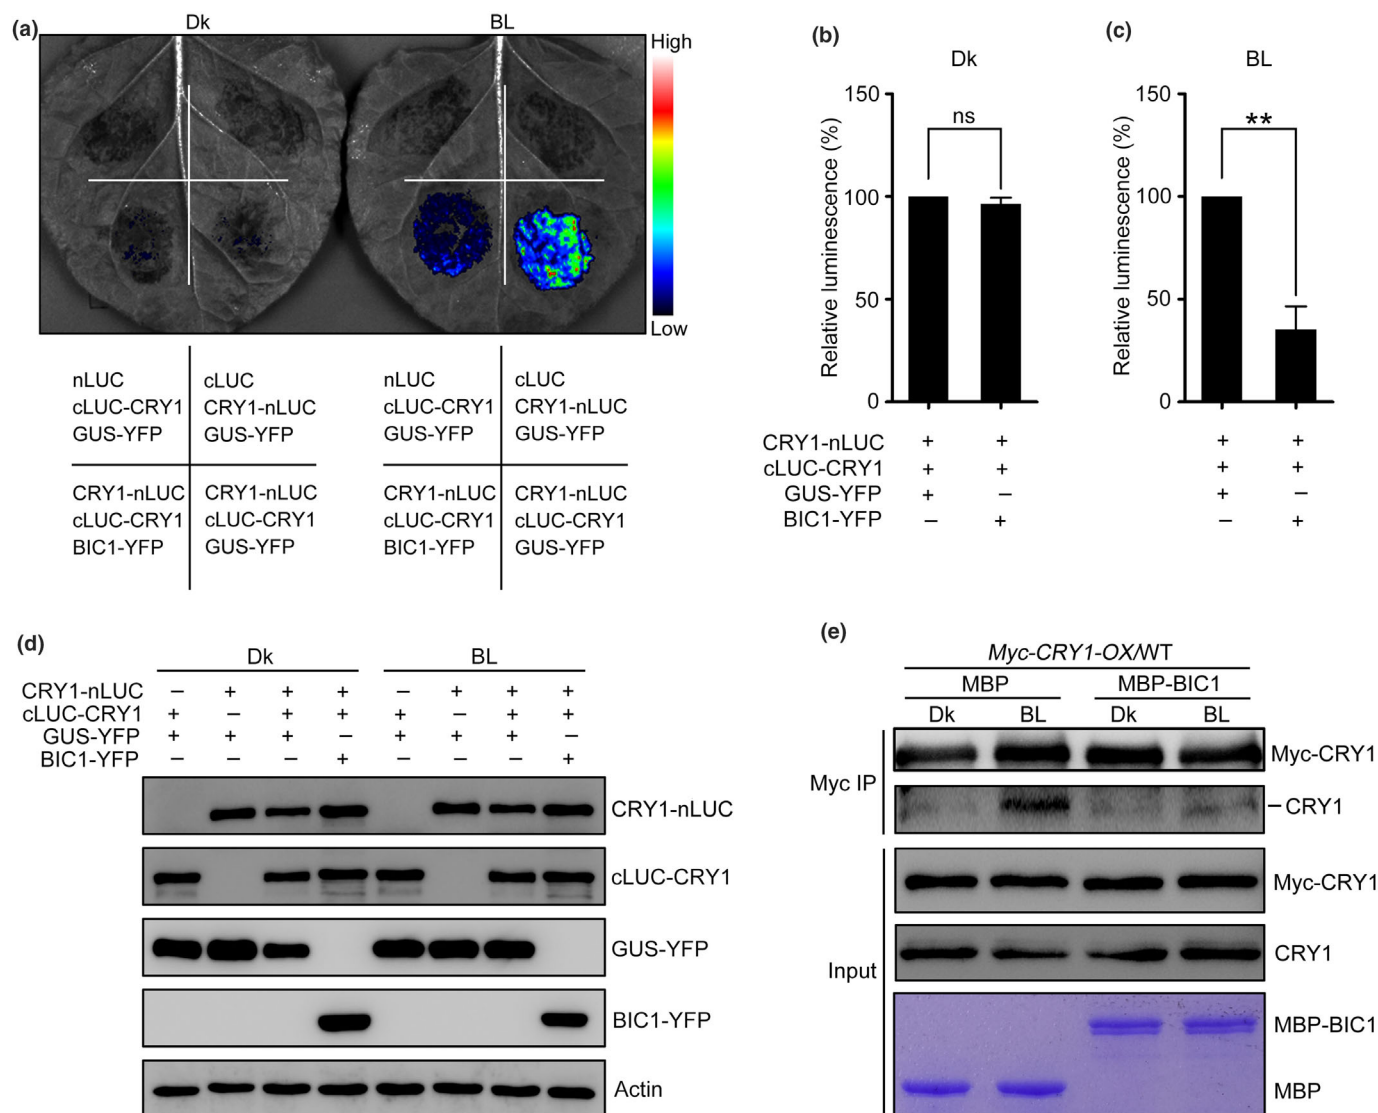 (a)
Dk
BL
High
Low
nLUC
cLUC-CRY1
GUS-YFP
cLUC
CRY1-nLUC
GUS-YFP
CRY1-nLUC
cLUC-CRY1
BIC1-YFP
CRY1-nLUC
cLUC-CRY1
GUS-YFP
nLUC
cLUC-CRY1
GUS-YFP
cLUC
CRY1-nLUC
GUS-YFP
CRY1-nLUC
cLUC-CRY1
BIC1-YFP
CRY1-nLUC
cLUC-CRY1
GUS-YFP
(b)
Dk
Relative luminescence (%)
150
100
50
0
ns
CRY1-nLUC + +
cLUC-CRY1 + +
GUS-YFP + –
BIC1-YFP – +
(c)
BL
Relative luminescence (%)
150
100
50
0
**
+ +
+ +
+ –
– +
(d)
Dk BL
CRY1-nLUC – + + + – + + +
cLUC-CRY1 + – + + + – + +
GUS-YFP + + + – + + + –
BIC1-YFP – – – + – – – +
CRY1-nLUC
cLUC-CRY1
GUS-YFP
BIC1-YFP
Actin
(e)
Myc-CRY1-OX/WT
MBP MBP-BIC1
Dk BL Dk BL
Myc IP
Myc-CRY1
CRY1
Input
Myc-CRY1
CRY1
MBP-BIC1
MBP